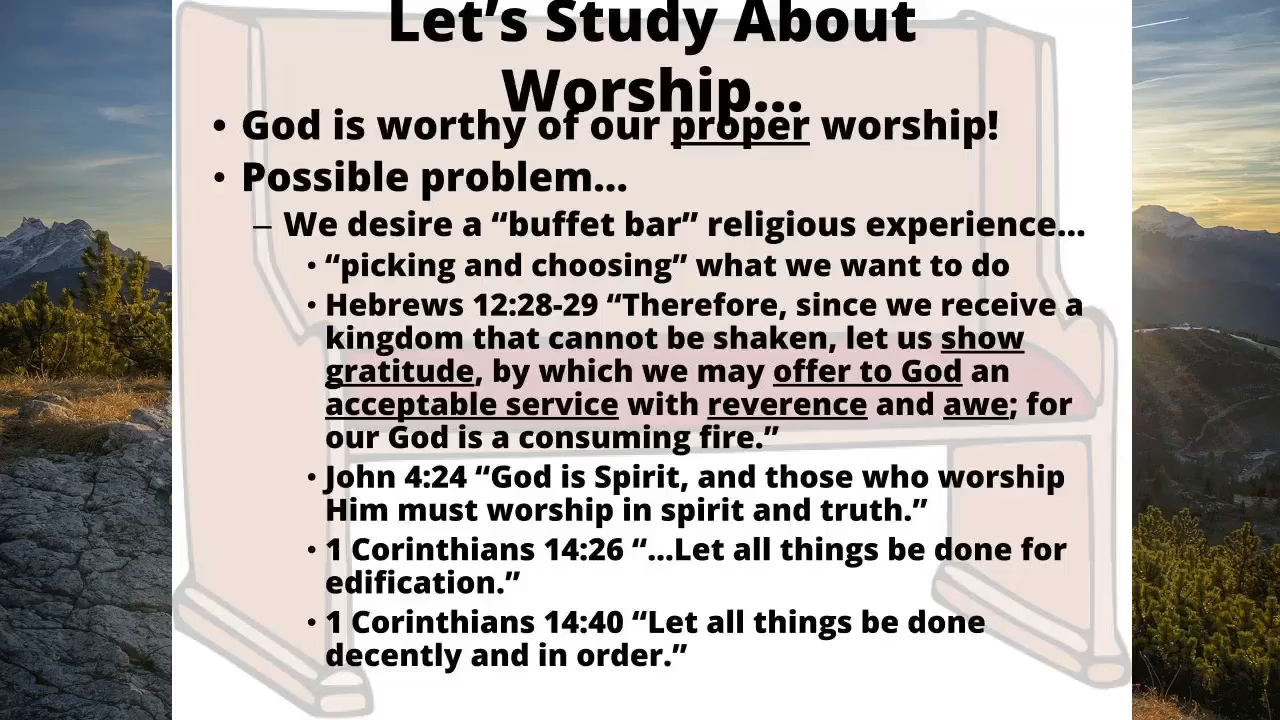 Let’s Study About
Worship...
• God is worthy of our proper worship!
• Possible problem...
– We desire a “buffet bar” religious experience...
• “picking and choosing” what we want to do
• Hebrews 12:28-29 “Therefore, since we receive a
kingdom that cannot be shaken, let us show
gratitude, by which we may offer to God an
acceptable service with reverence and awe; for
our God is a consuming fire.”
• John 4:24 “God is Spirit, and those who worship
Him must worship in spirit and truth.”
• 1 Corinthians 14:26 “...Let all things be done for
edification.”
• 1 Corinthians 14:40 “Let all things be done
decently and in order.”